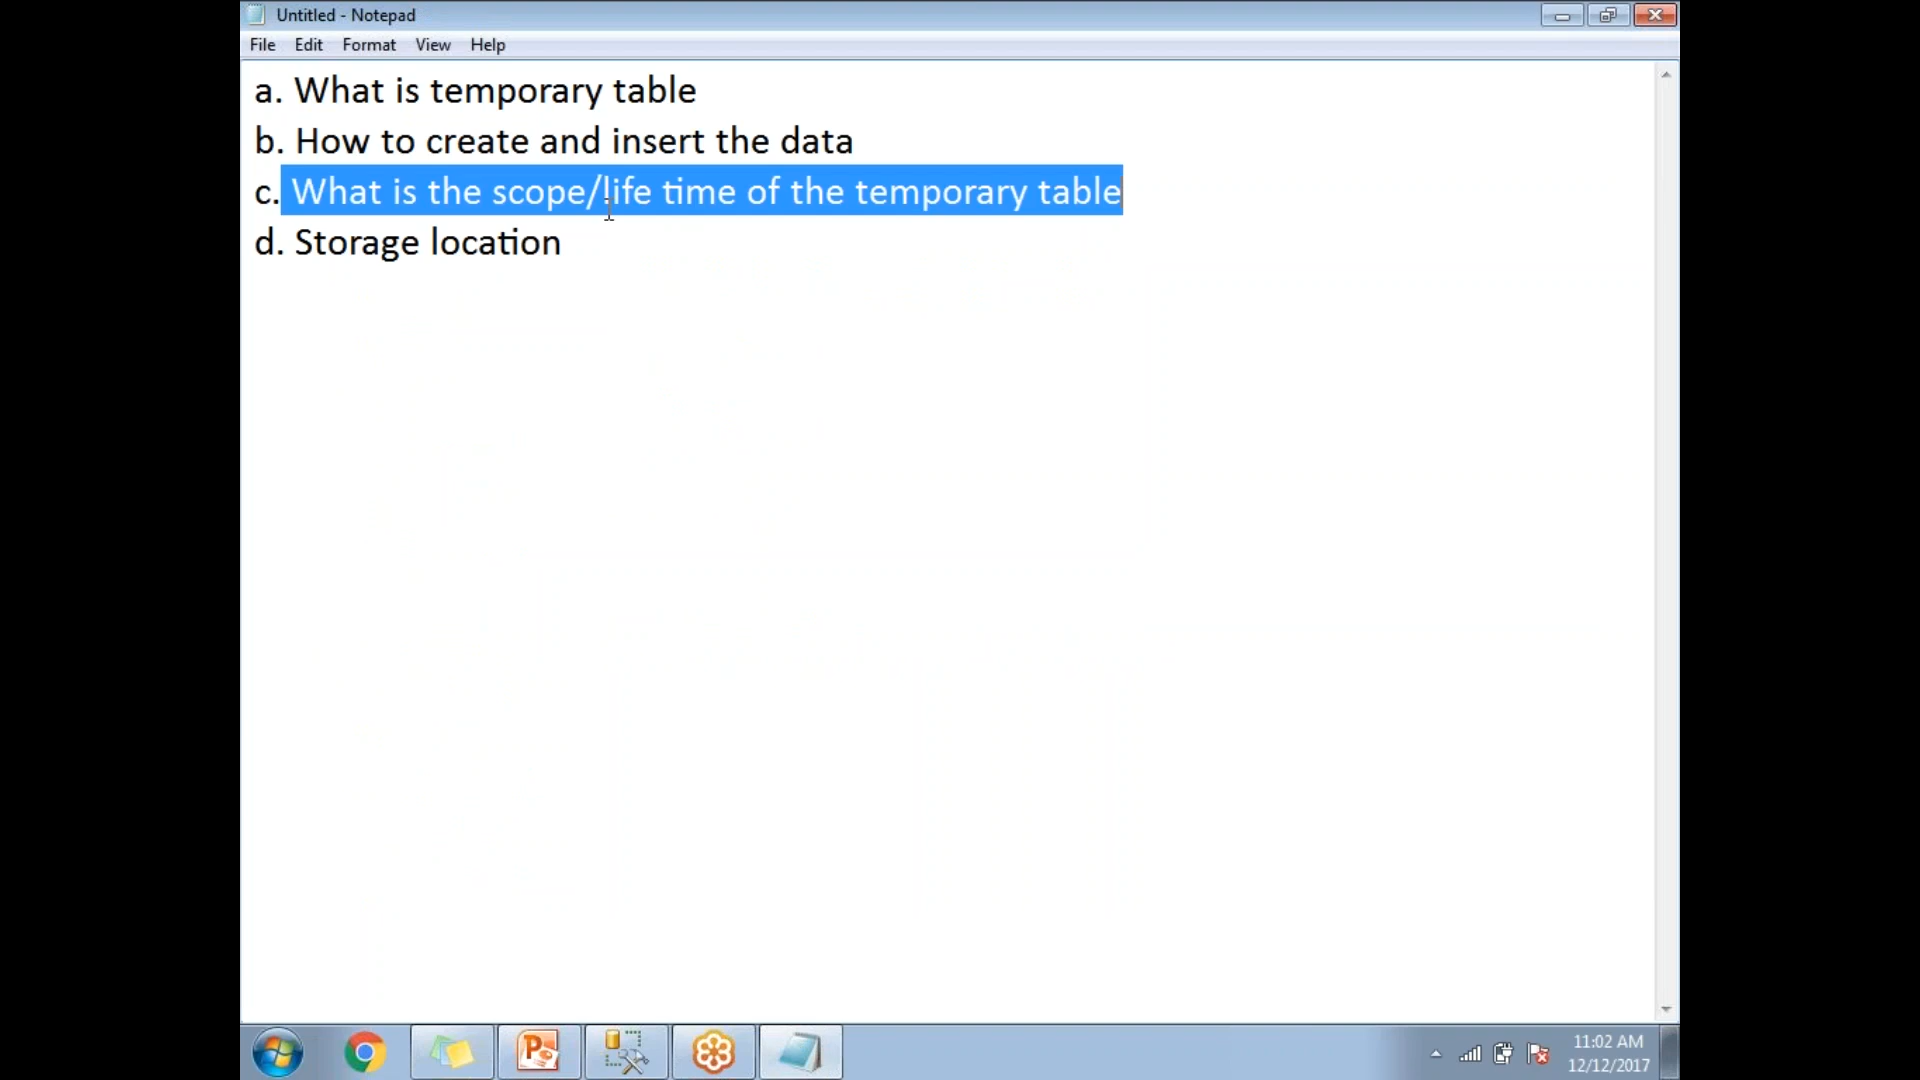 Untitled - Notepad
File Edit Format View Help
a. What is temporary table
b. How to create and insert the data
c. What is the scope/life time of the temporary table
d. Storage location
11:02 AM
12/12/2017